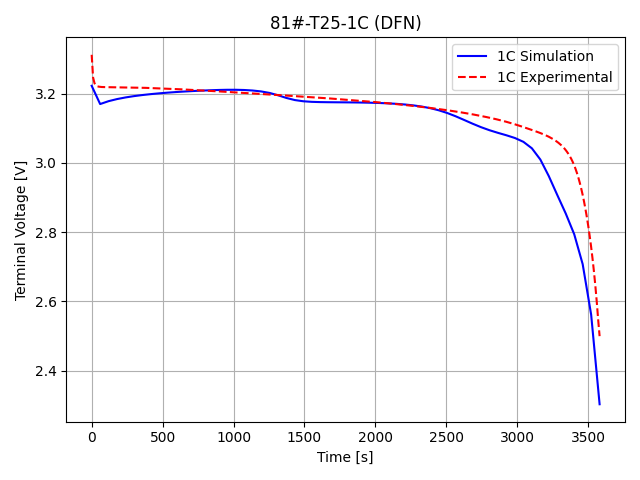 81#-T25-1C (DFN)
1C Simulation
1C Experimental
Terminal Voltage [V]
3.2
3.0
2.8
2.6
2.4
0 500 1000 1500 2000 2500 3000 3500
Time [s]